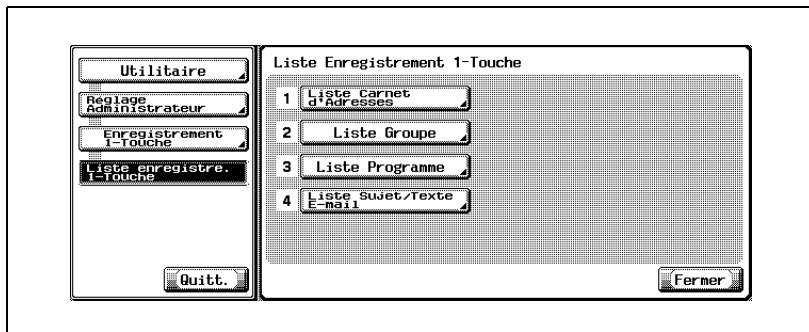 Utilitaire
Réglage
Administrateur
Enregistrement
1-Touche
Liste enregistre.
1-Touche
Quitt.
Liste Enregistrement 1-Touche
1 Liste Carnet
d'Adresses
2 Liste Groupe
3 Liste Programme
4 Liste Sujet/Texte
E-mail
Fermer